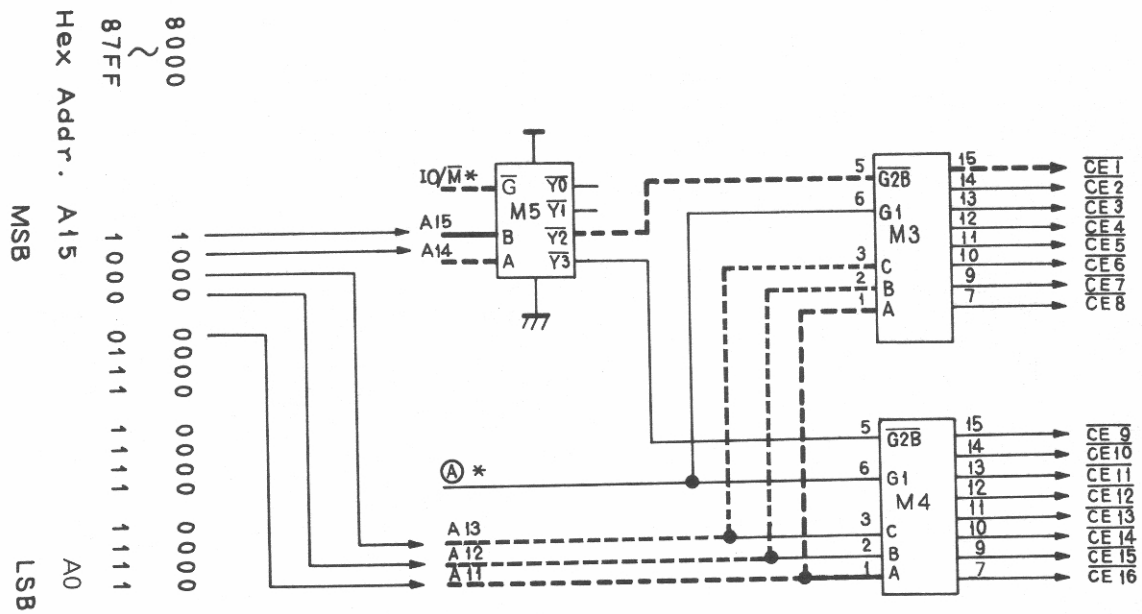 Hex Addr. A15 A0
MSB LSB
8000 1000 0000 0000 0000
~
87FF 1000 0111 1111 1111
IO/M̅ *
A15
A14
G̅
B
A
M5
Y̅0̅
Y̅1̅
Y̅2̅
Y̅3̅
5
6
3
2
1
G̅2̅B̅
G1
C
B
A
M3
15 C̅E̅ ̅1̅
14 C̅E̅ ̅2̅
13 C̅E̅ ̅3̅
12 C̅E̅ ̅4̅
11 C̅E̅ ̅5̅
10 C̅E̅ ̅6̅
9 C̅E̅ ̅7̅
7 C̅E̅ ̅8̅
Ⓐ *
A13
A12
A11
5
6
3
2
1
G̅2̅B̅
G1
C
B
A
M4
15 C̅E̅ ̅9̅
14 C̅E̅ ̅1̅0̅
13 C̅E̅ ̅1̅1̅
12 C̅E̅ ̅1̅2̅
11 C̅E̅ ̅1̅3̅
10 C̅E̅ ̅1̅4̅
9 C̅E̅ ̅1̅5̅
7 C̅E̅ ̅1̅6̅